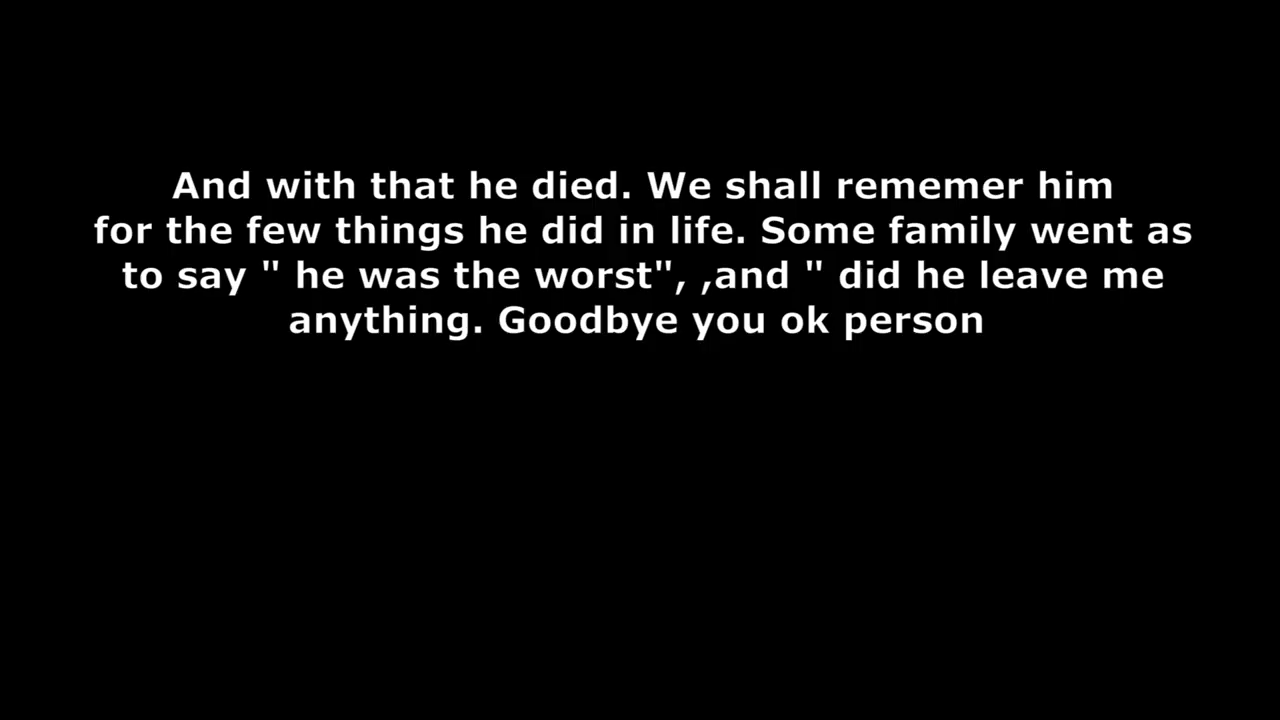 And with that he died. We shall rememer him
for the few things he did in life. Some family went as
to say " he was the worst", ,and " did he leave me
anything. Goodbye you ok person